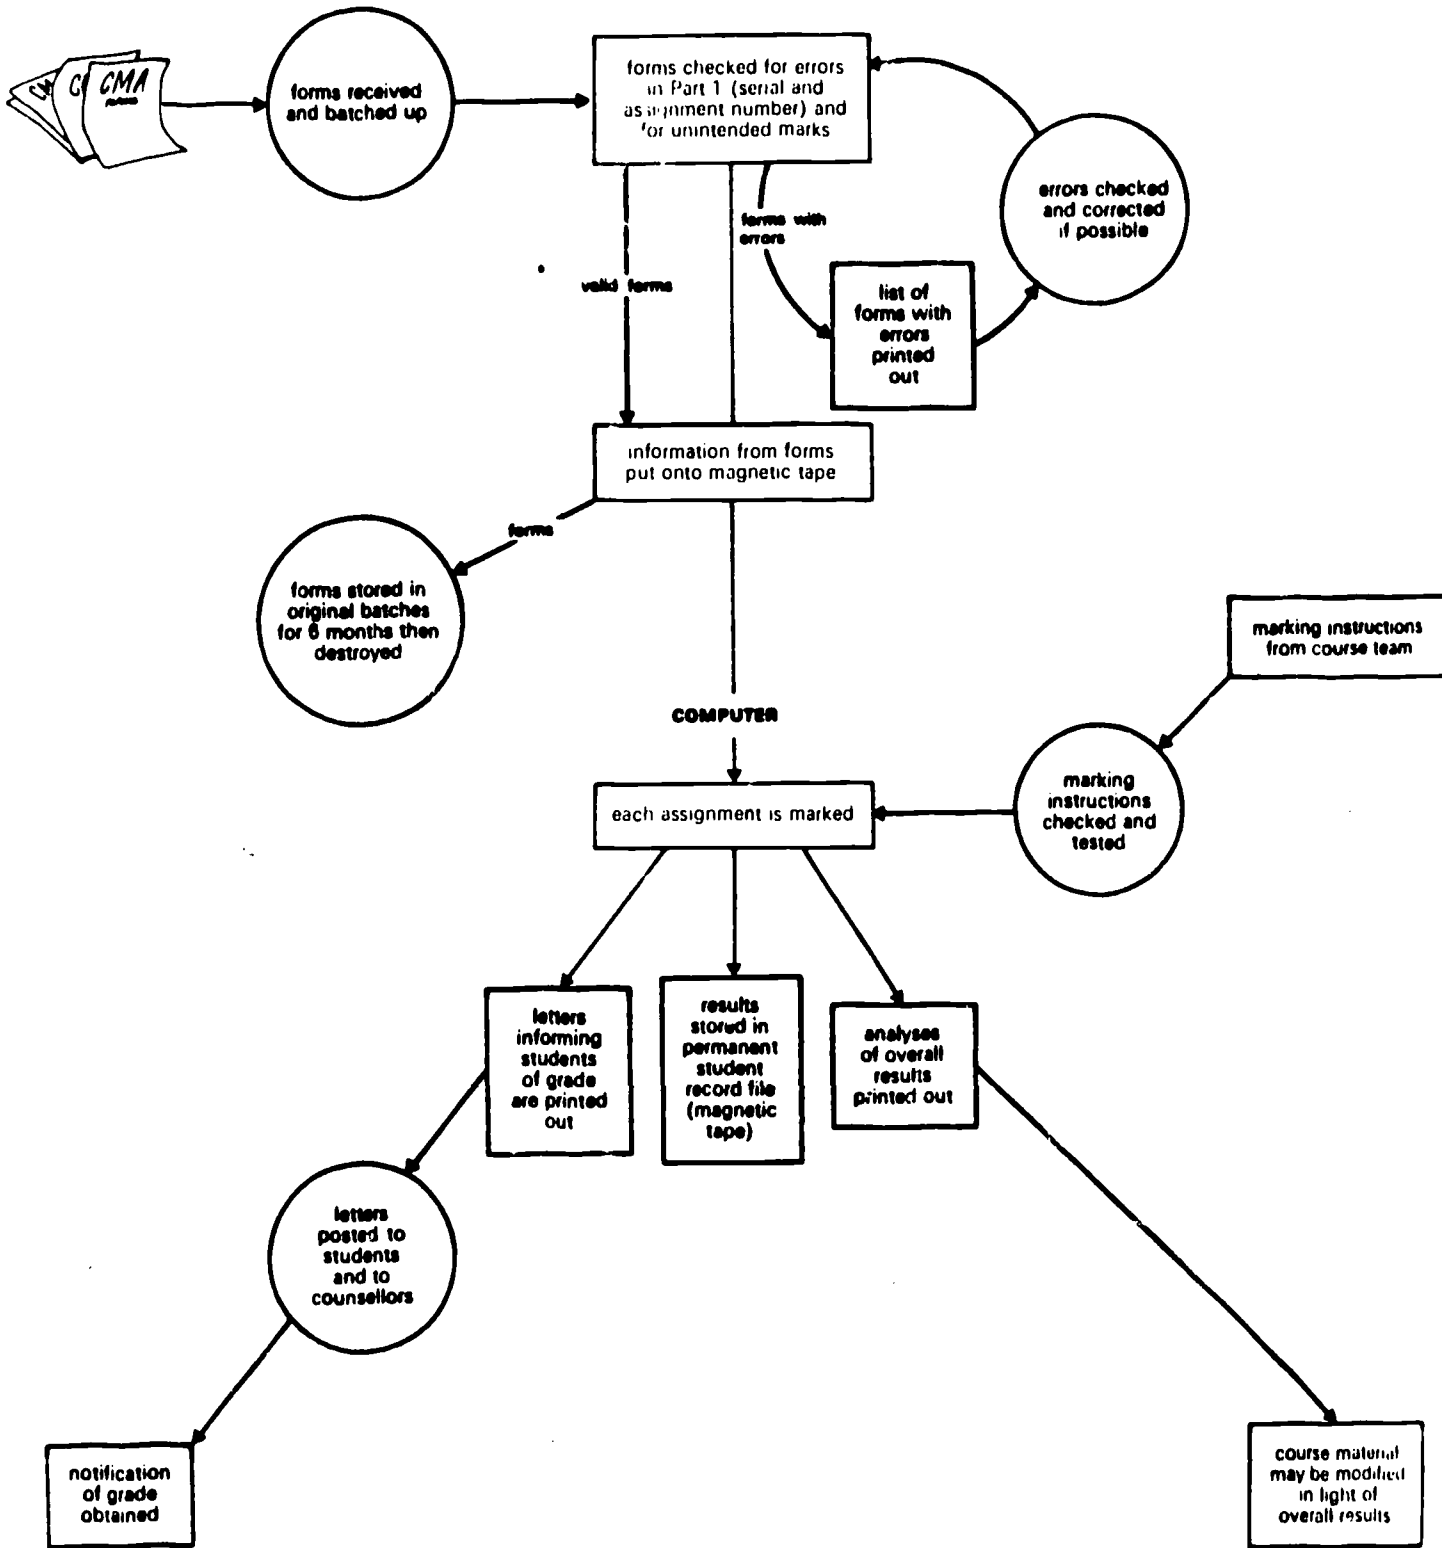 CMA
forms received
and batched up
forms checked for errors
in Part 1 (serial and
assignment number) and
for unintended marks
errors checked
and corrected
if possible
forms with
errors
valid forms
list of
forms with
errors
printed
out
information from forms
put onto magnetic tape
forms
forms stored in
original batches
for 6 months then
destroyed
marking instructions
from course team
COMPUTER
marking
instructions
checked and
tested
each assignment is marked
letters
informing
students
of grade
are printed
out
results
stored in
permanent
student
record file
(magnetic
tape)
analyses
of overall
results
printed out
letters
posted to
students
and to
counsellors
notification
of grade
obtained
course material
may be modified
in light of
overall results